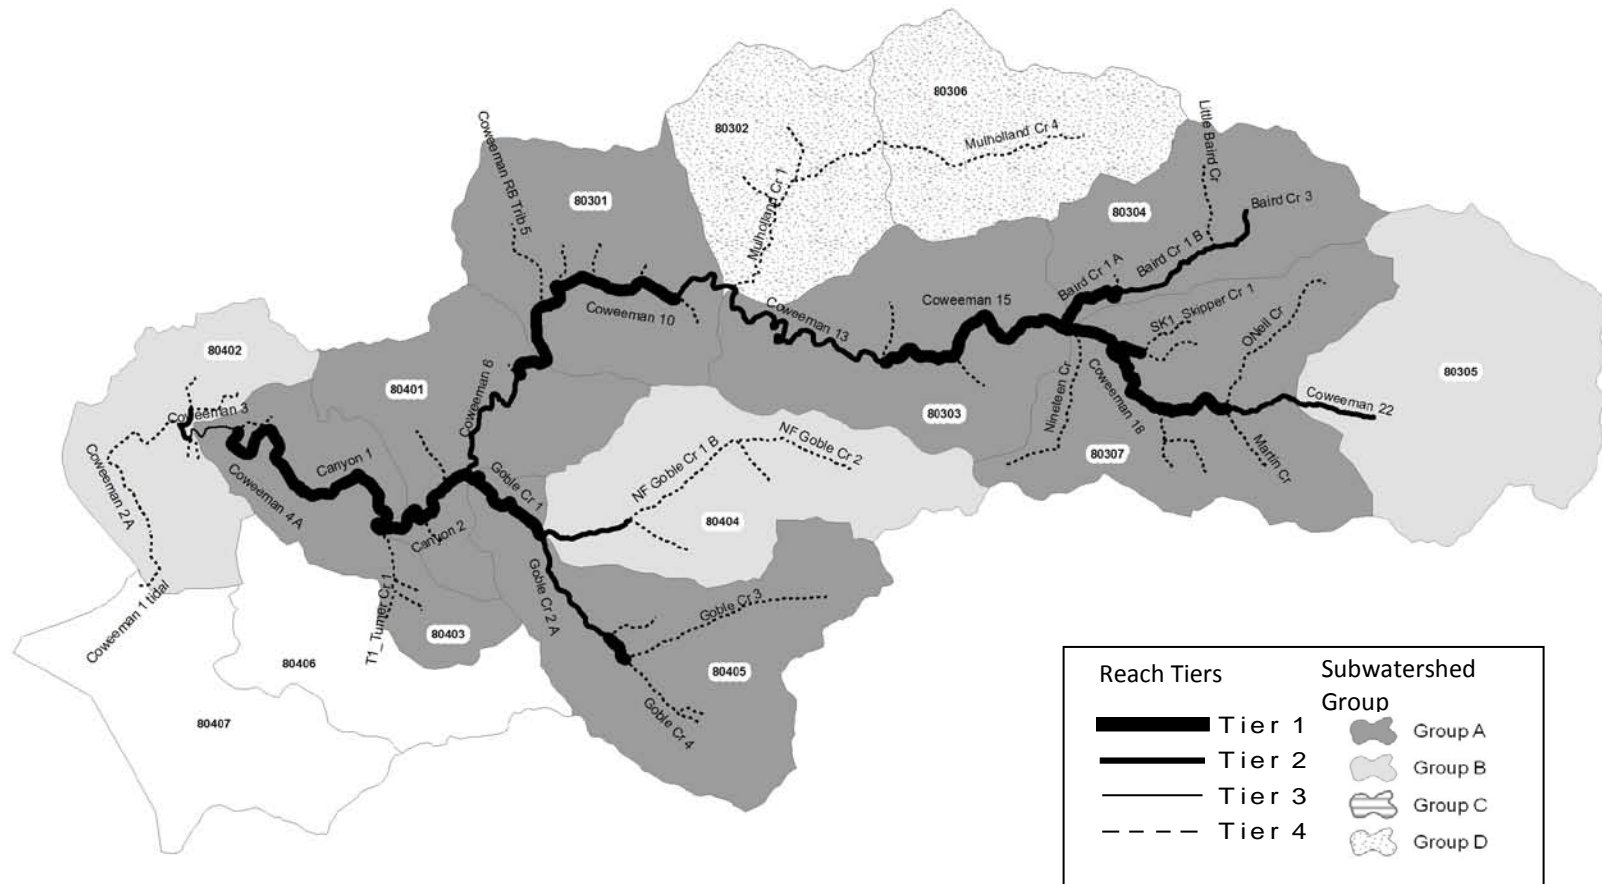 80306
80302
Little Baird Cr
Mulholland Cr 4
Coweeman RB Trib 5
80301
Mulholland Cr 1
80304
Baird Cr 3
Baird Cr 1 B
Baird Cr 1 A
Coweeman 15
Coweeman 10
Coweeman 13
SK1_Skipper Cr 1
ONeil Cr
80402
80401
Coweeman 6
80305
Coweeman 3
Coweeman 22
80303
Nineteen Cr
Coweeman 18
Martin Cr
80307
Canyon 1
Coweeman 2 A
Coweeman 4A
Goble Cr 1
NF Goble Cr 1 B
NF Goble Cr 2
80404
Canyon 2
Coweeman 1 tidal
T1_Turner Cr 1
Goble Cr 2 A
Goble Cr 3
80403
80406
80405
Goble Cr 4
80407
Reach Tiers
Subwatershed
Group
Tier 1
Tier 2
Tier 3
Tier 4
Group A
Group B
Group C
Group D